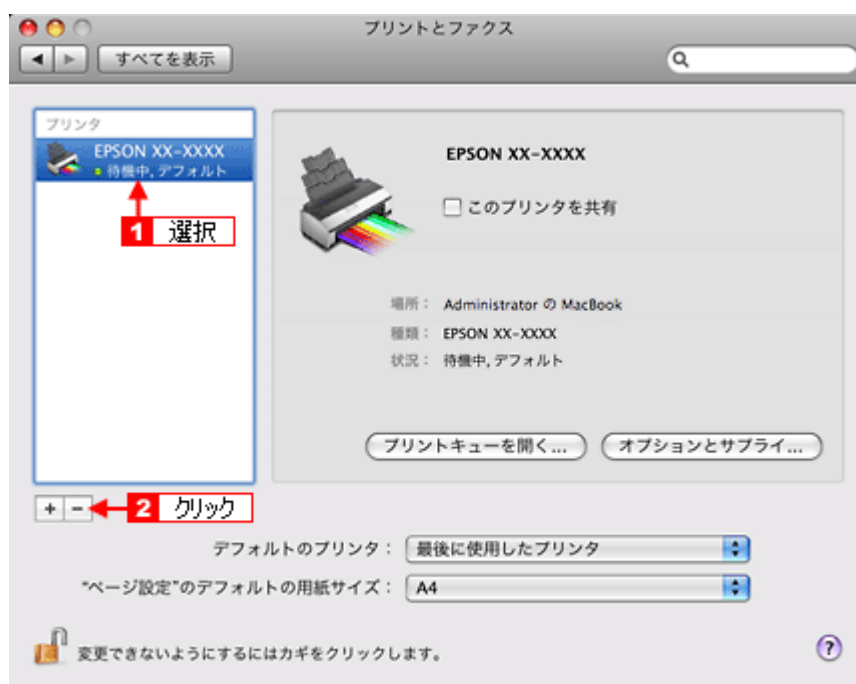 プリントとファクス
すべてを表示
プリンタ
EPSON XX-XXXX
待機中, デフォルト
1 選択
EPSON XX-XXXX
このプリンタを共有
場所： Administrator の MacBook
種類： EPSON XX-XXXX
状況： 待機中, デフォルト
プリントキューを開く... オプションとサプライ...
+ - 2 クリック
デフォルトのプリンタ： 最後に使用したプリンタ
“ページ設定”のデフォルトの用紙サイズ： A4
変更できないようにするにはカギをクリックします。 ?